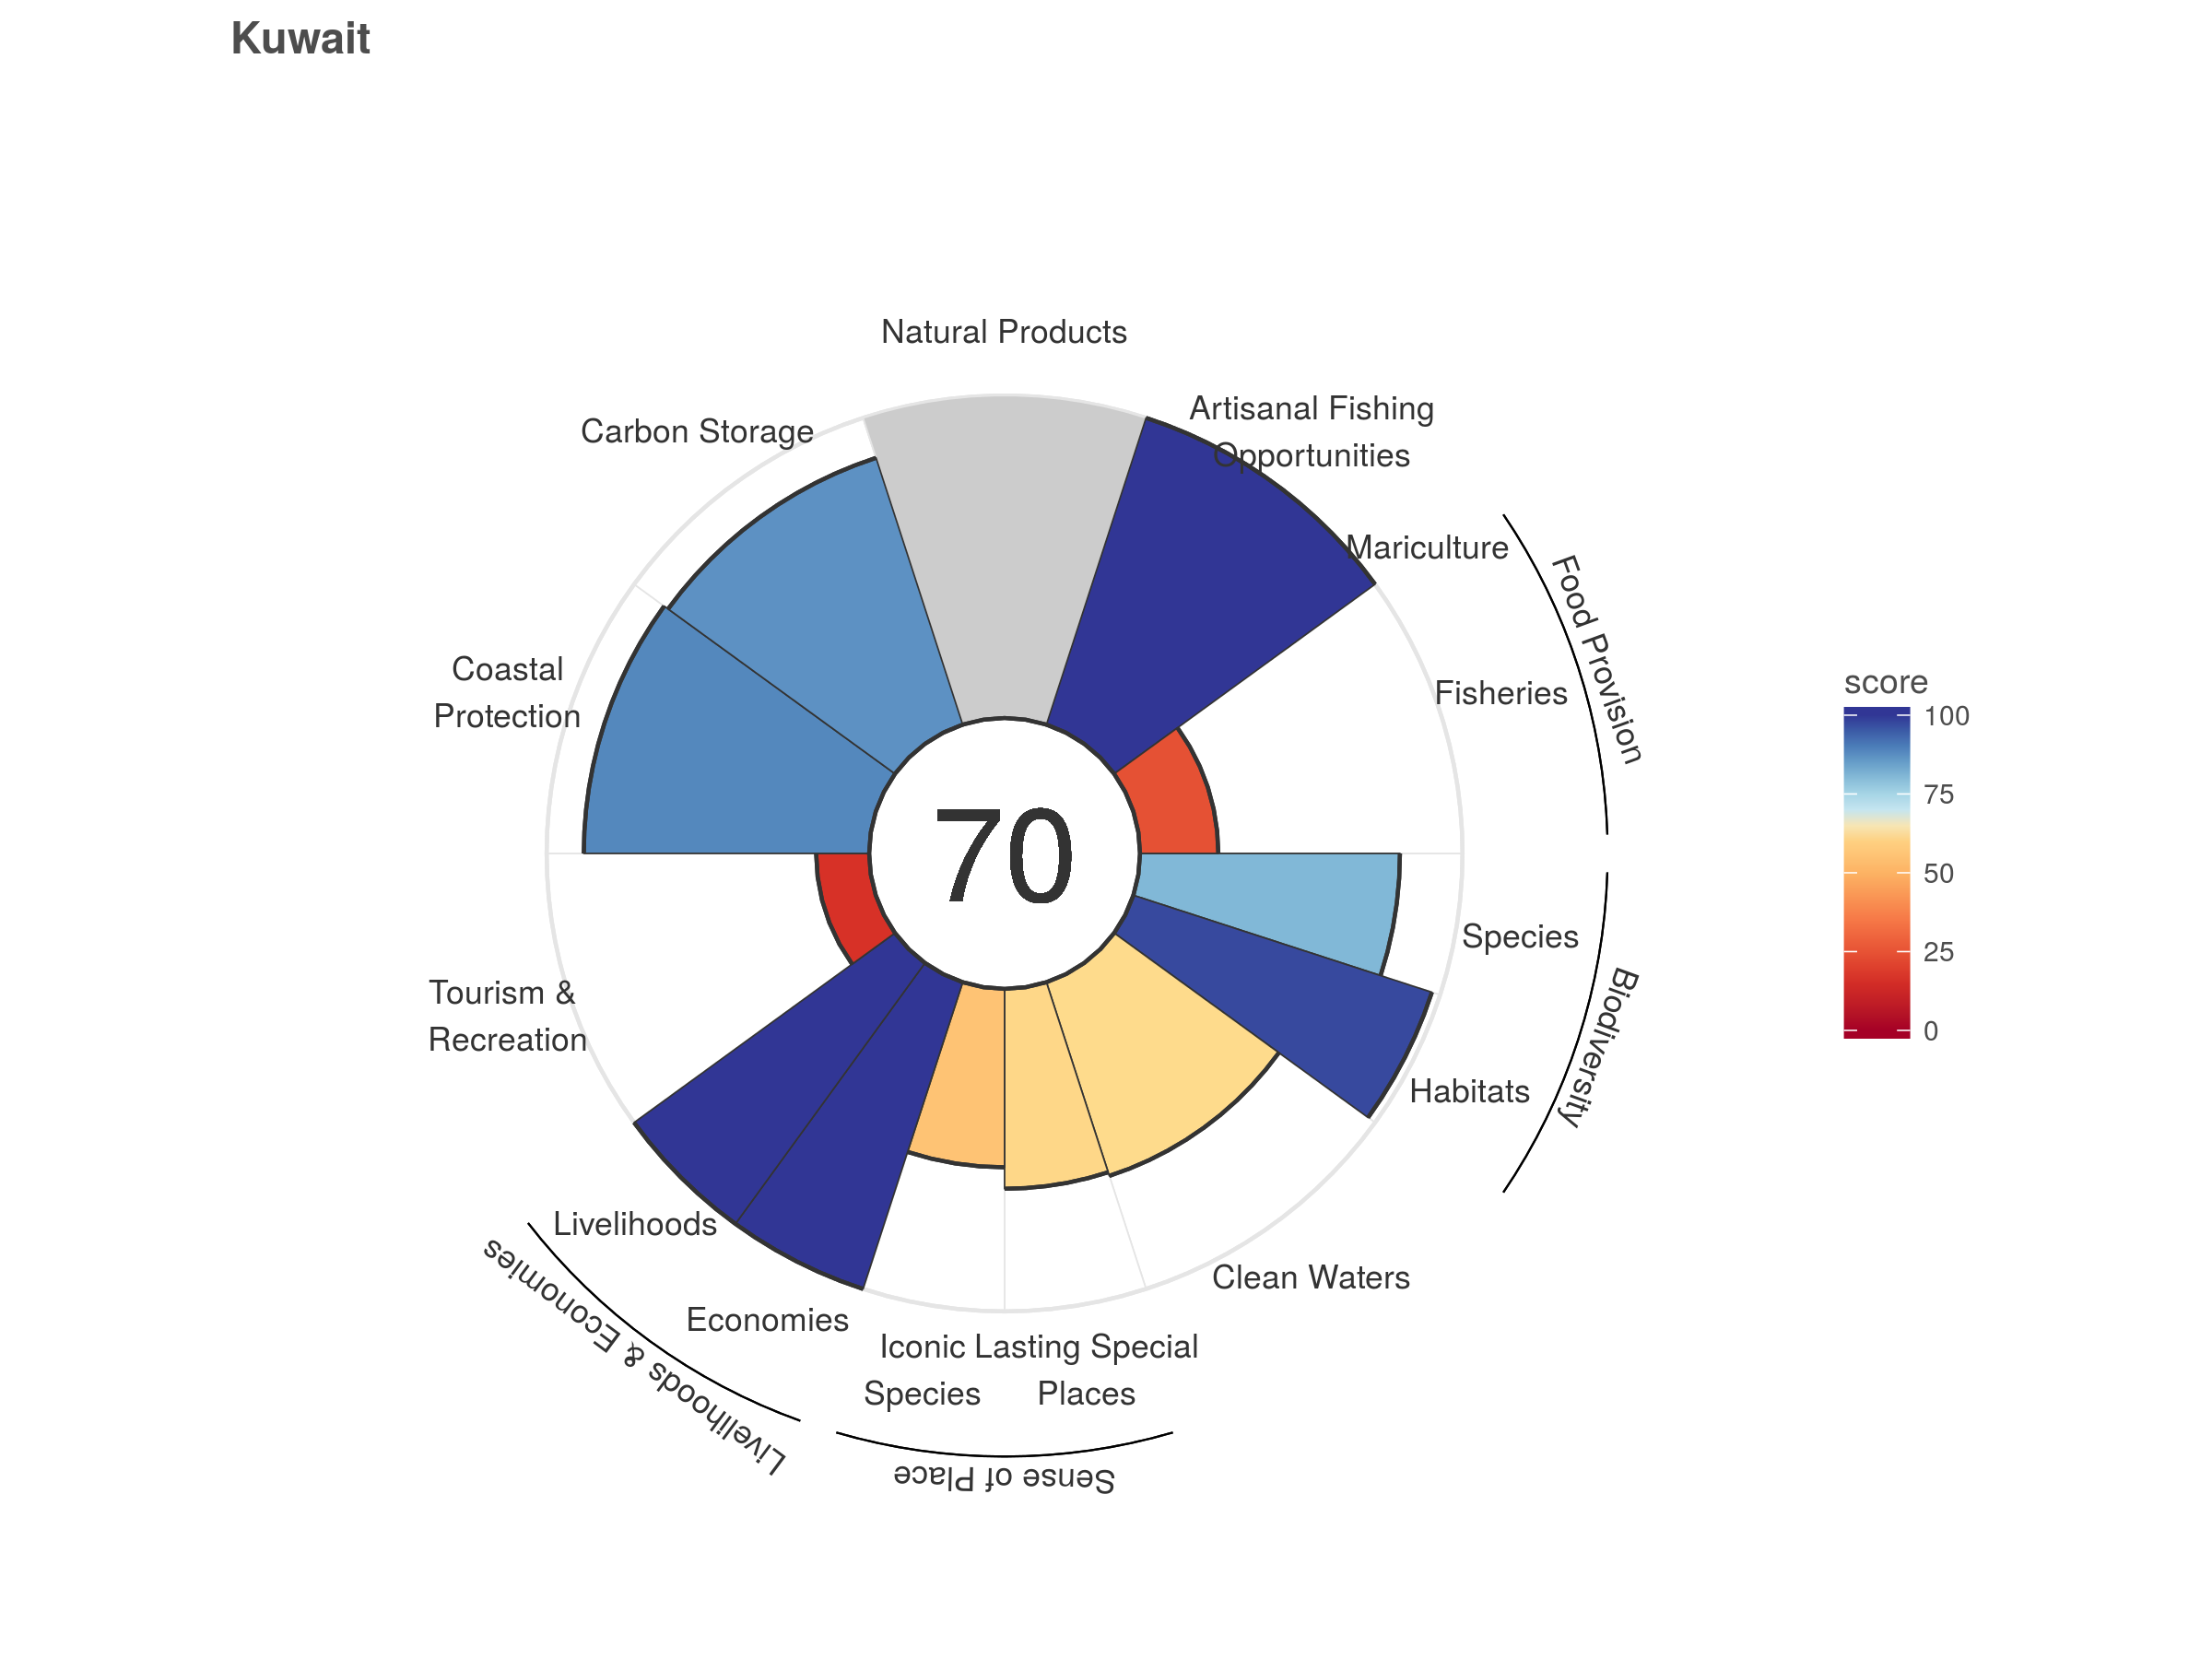 Kuwait
Natural Products
Artisanal Fishing
Opportunities
Carbon Storage
Mariculture
Food Provision
Fisheries
Coastal
Protection
70
Species
Biodiversity
Habitats
Tourism &
Recreation
Livelihoods
Clean Waters
Economies
Livelihoods & Economies
Iconic
Species
Lasting Special
Places
Sense of Place
score
100
75
50
25
0